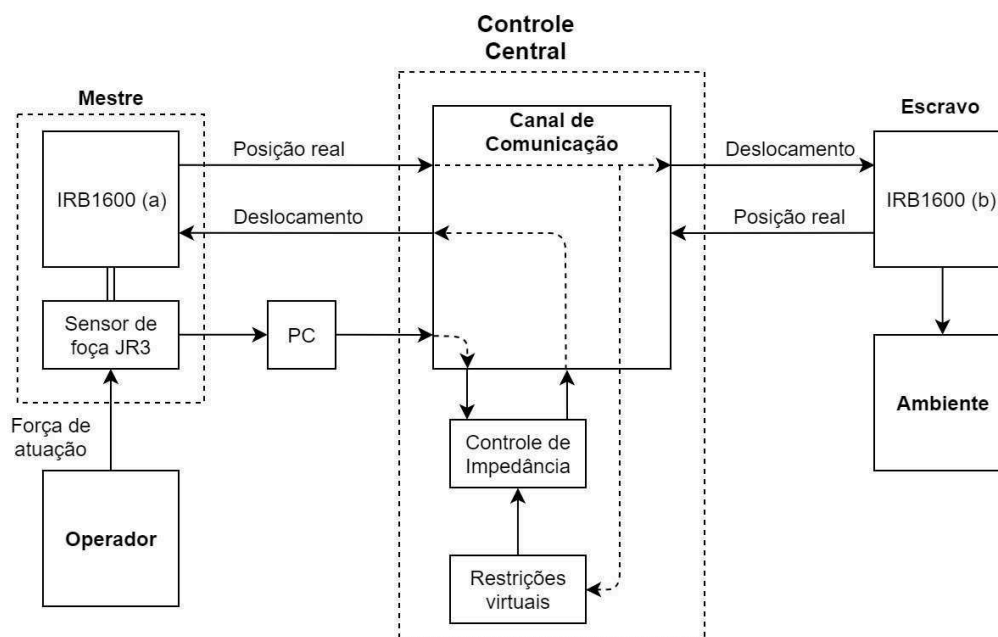 Controle
Central
Mestre
Canal de
Comunicação
Escravo
Posição real
Deslocamento
IRB1600 (a)
IRB1600 (b)
Deslocamento
Posição real
Sensor de
foça JR3
PC
Força de
atuação
Controle de
Impedância
Ambiente
Operador
Restrições
virtuais